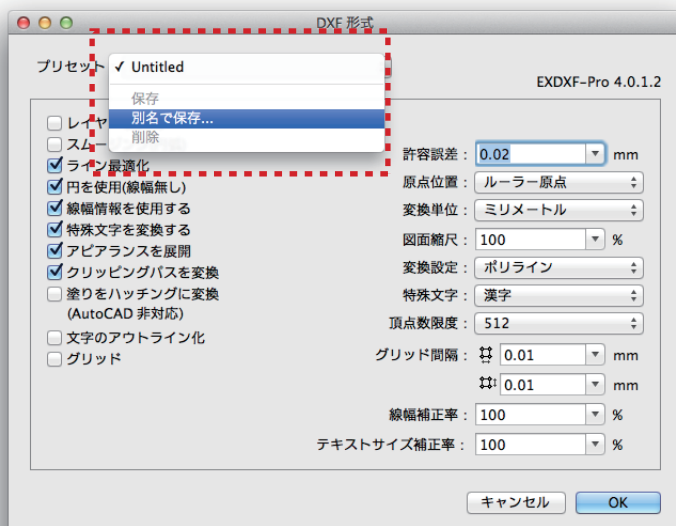 DXF 形式
プリセット ✓ Untitled
保存
別名で保存...
削除
EXDXF-Pro 4.0.1.2
レイヤ
スム
ライン最適化
円を使用(線幅無し)
線幅情報を使用する
特殊文字を変換する
アピアランスを展開
クリッピングパスを変換
塗りをハッチングに変換
(AutoCAD 非対応)
文字のアウトライン化
グリッド
許容誤差 : 0.02 mm
原点位置 : ルーラー原点
変換単位 : ミリメートル
図面縮尺 : 100 %
変換設定 : ポリライン
特殊文字 : 漢字
頂点数限度 : 512
グリッド間隔 : 0.01 mm
0.01 mm
線幅補正率 : 100 %
テキストサイズ補正率 : 100 %
キャンセル OK